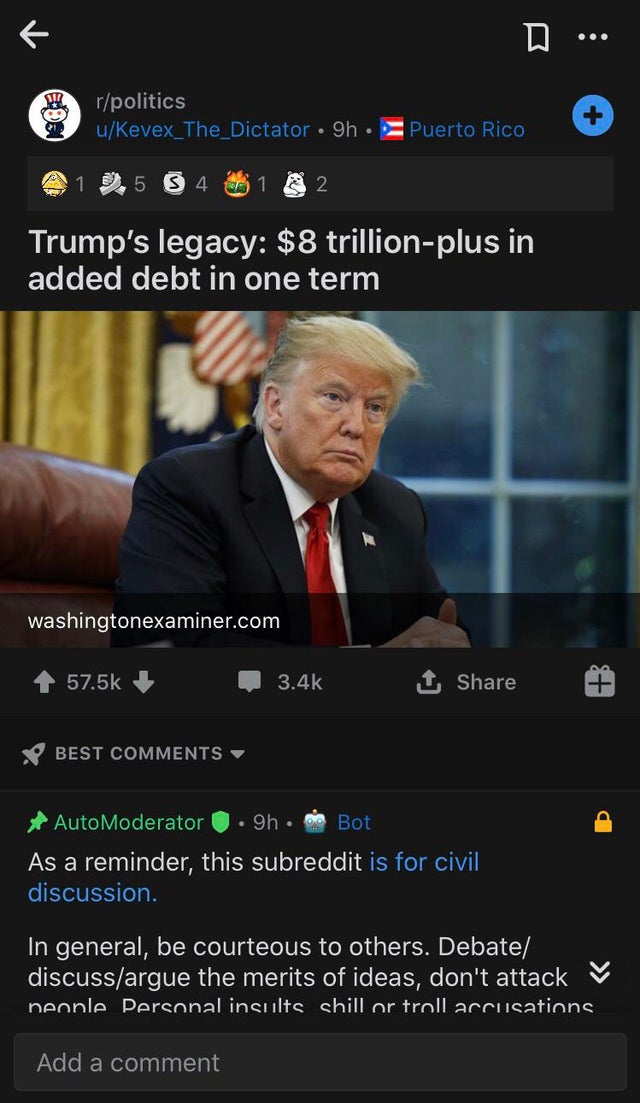 r/politics
u/Kevex_The_Dictator • 9h • Puerto Rico
1 5 S 4 1 2
Trump’s legacy: $8 trillion-plus in
added debt in one term
washingtonexaminer.com
57.5k 3.4k Share
BEST COMMENTS
AutoModerator • 9h • Bot
As a reminder, this subreddit is for civil
discussion.
In general, be courteous to others. Debate/
discuss/argue the merits of ideas, don't attack
people. Personal insults, shill or troll accusations
Add a comment